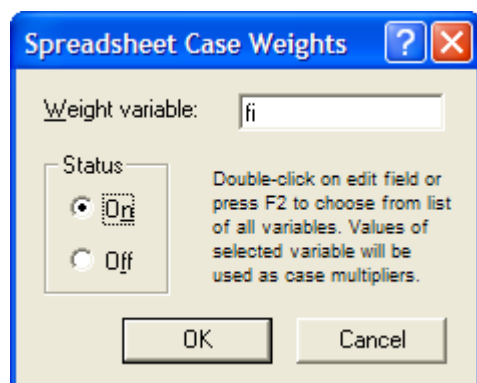 Spreadsheet Case Weights
Weight variable: fi
Status
On
Off
Double-click on edit field or
press F2 to choose from list
of all variables. Values of
selected variable will be
used as case multipliers.
OK Cancel